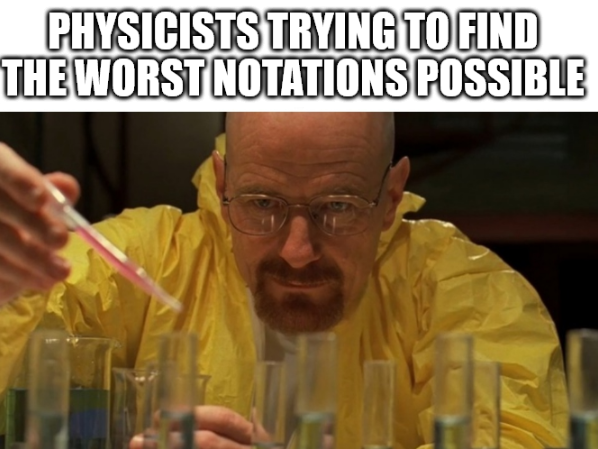 PHYSICISTS TRYING TO FIND
THE WORST NOTATIONS POSSIBLE